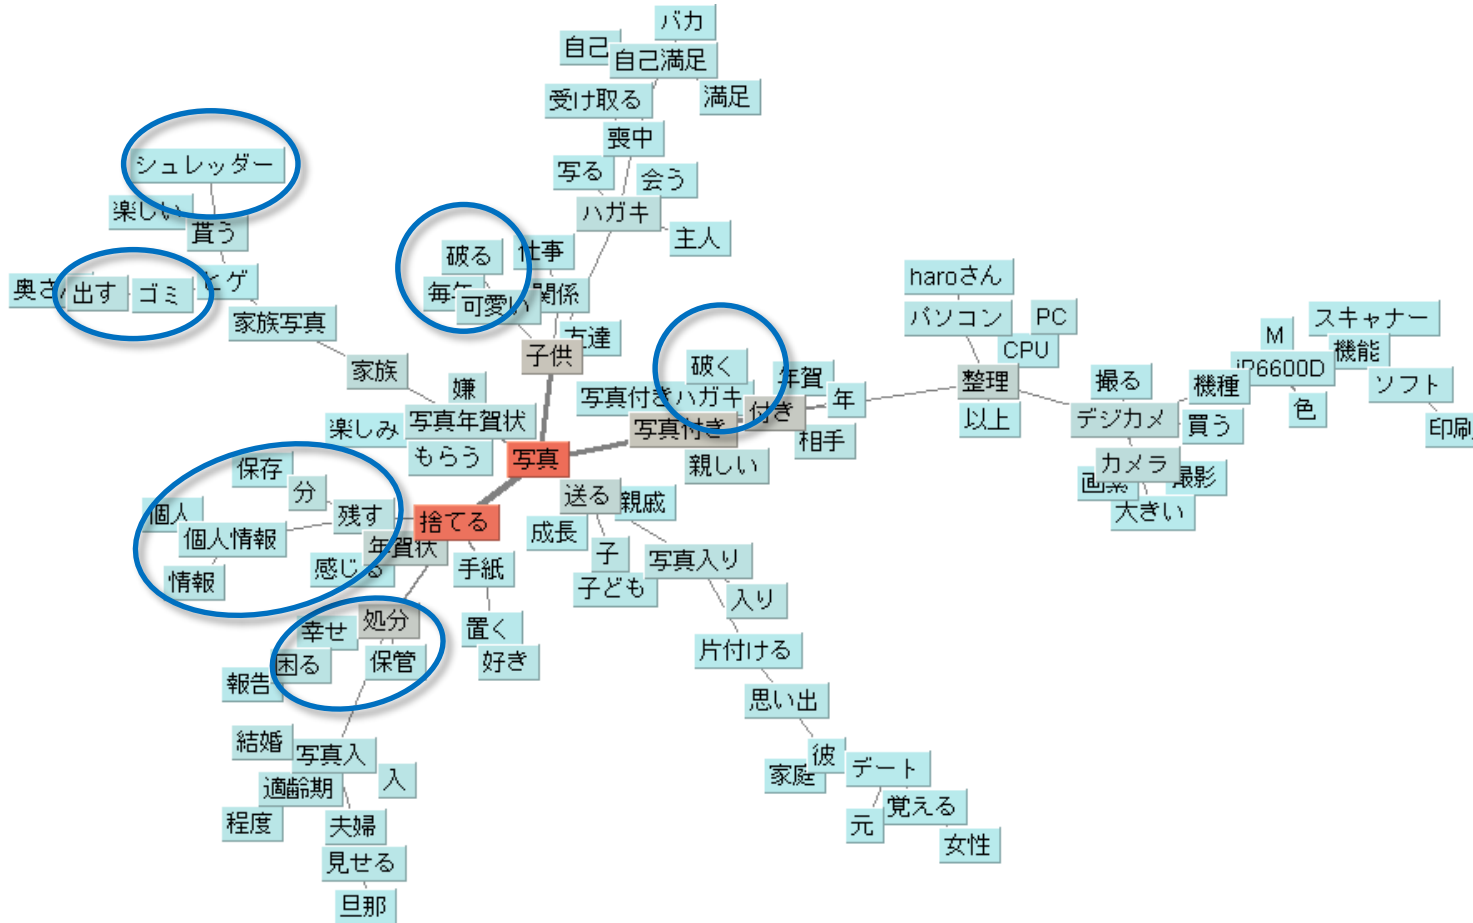 バカ
自己
自己満足
満足
受け取る
喪中
写る
会う
ハガキ
主人
シュレッダー
楽しい
貰う
ヒゲ
出す
ゴミ
家族写真
家族
破る
仕事
毎年
可愛い
関係
友達
子供
嫌
写真年賀状
楽しみ
もらう
写真
破く
写真付きハガキ
年賀
付き
年
写真付き
相手
親しい
haroさん
パソコン
PC
CPU
整理
以上
撮る
デジカメ
カメラ
画素
撮影
大きい
機種
買う
M
iP6600D
スキャナー
機能
色
ソフト
保存
分
残す
個人
個人情報
情報
捨てる
年賀状
感じる
手紙
置く
好き
処分
幸せ
困る
保管
報告
送る
親戚
成長
子
子ども
写真入り
入り
片付ける
思い出
彼
家庭
デート
覚える
元
女性
結婚
写真入
入
適齢期
程度
夫婦
見せる
旦那